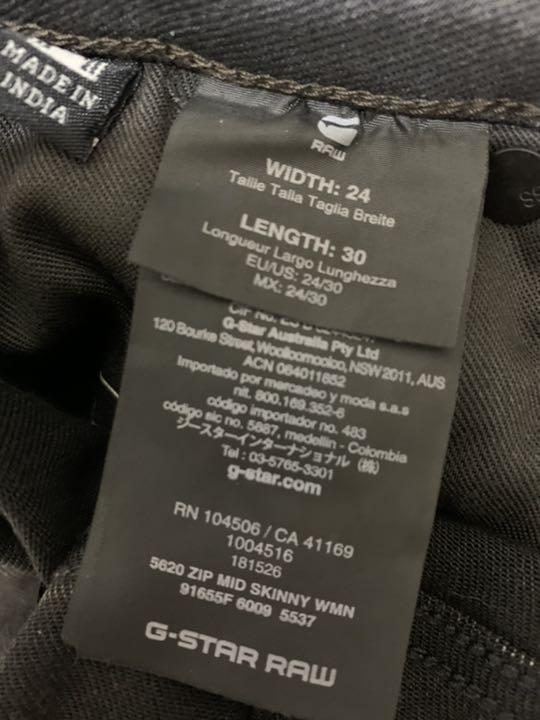 MADE IN
INDIA
RAW
WIDTH: 24
Taille Talla Taglia Breite
LENGTH: 30
Longueur Largo Lunghezza
EU/US: 24/30
MX: 24/30
G-Star Australia Pty Ltd
120 Bourke Street, Woolloomooloo, NSW 2011, AUS
ACN 084011852
Importado por mercadeo y moda s.a.s
nit. 800.169.352-6
código importador no. 483
código sic no. 5687, medellin - Colombia
ジースターインターナショナル (株)
Tel : 03-5765-3301
g-star.com
RN 104506 / CA 41169
1004516
181526
5620 ZIP MID SKINNY WMN
91655F 6009 5537
G-STAR RAW